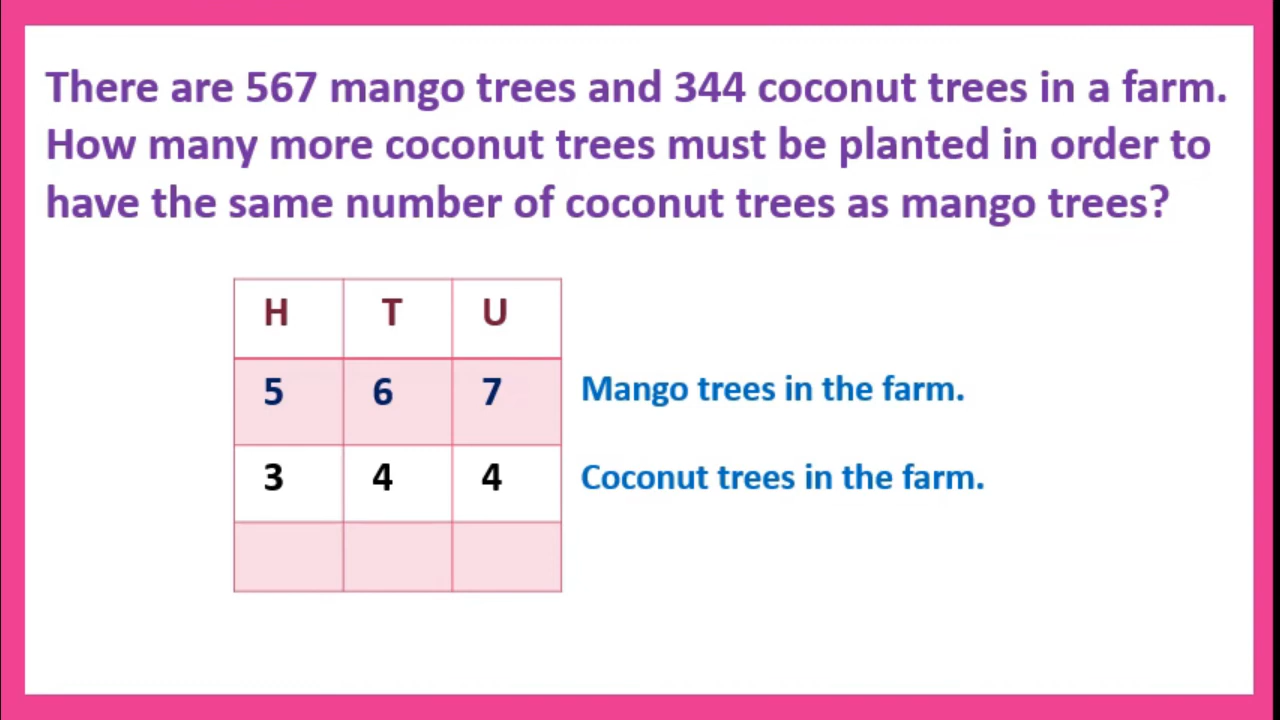 There are 567 mango trees and 344 coconut trees in a farm.
How many more coconut trees must be planted in order to
have the same number of coconut trees as mango trees?
H T U
5 6 7 Mango trees in the farm.
3 4 4 Coconut trees in the farm.